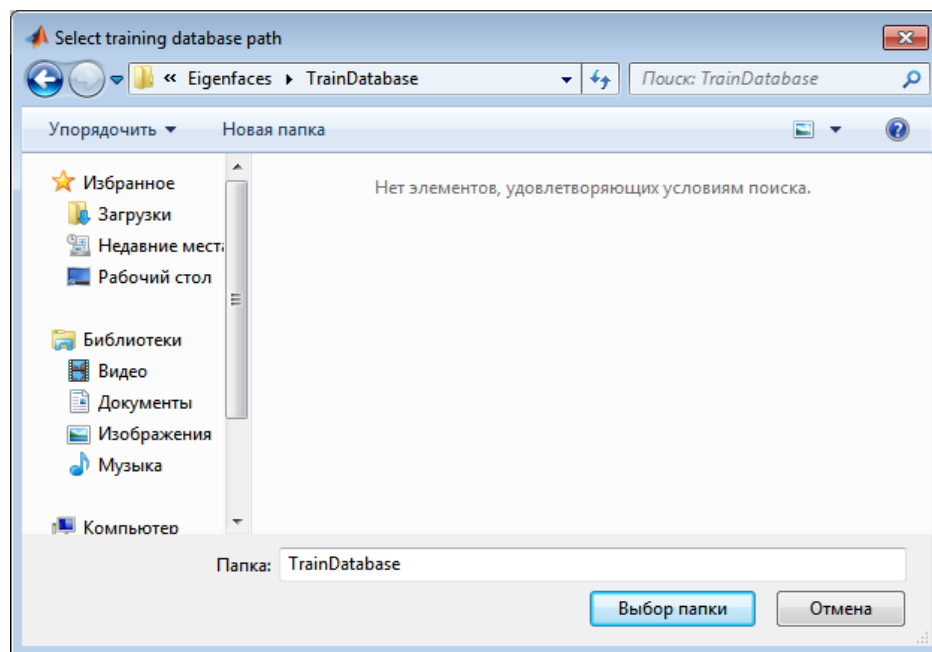 Select training database path
« Eigenfaces TrainDatabase
Поиск: TrainDatabase
Упорядочить Новая папка
Избранное
Загрузки
Недавние места
Рабочий стол
Библиотеки
Видео
Документы
Изображения
Музыка
Компьютер
Нет элементов, удовлетворяющих условиям поиска.
Папка: TrainDatabase
Выбор папки Отмена